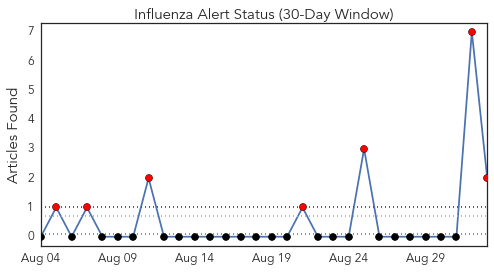 Influenza Alert Status (30-Day Window)
Articles Found
7
6
5
4
3
2
1
0
Aug 04 Aug 09 Aug 14 Aug 19 Aug 24 Aug 29